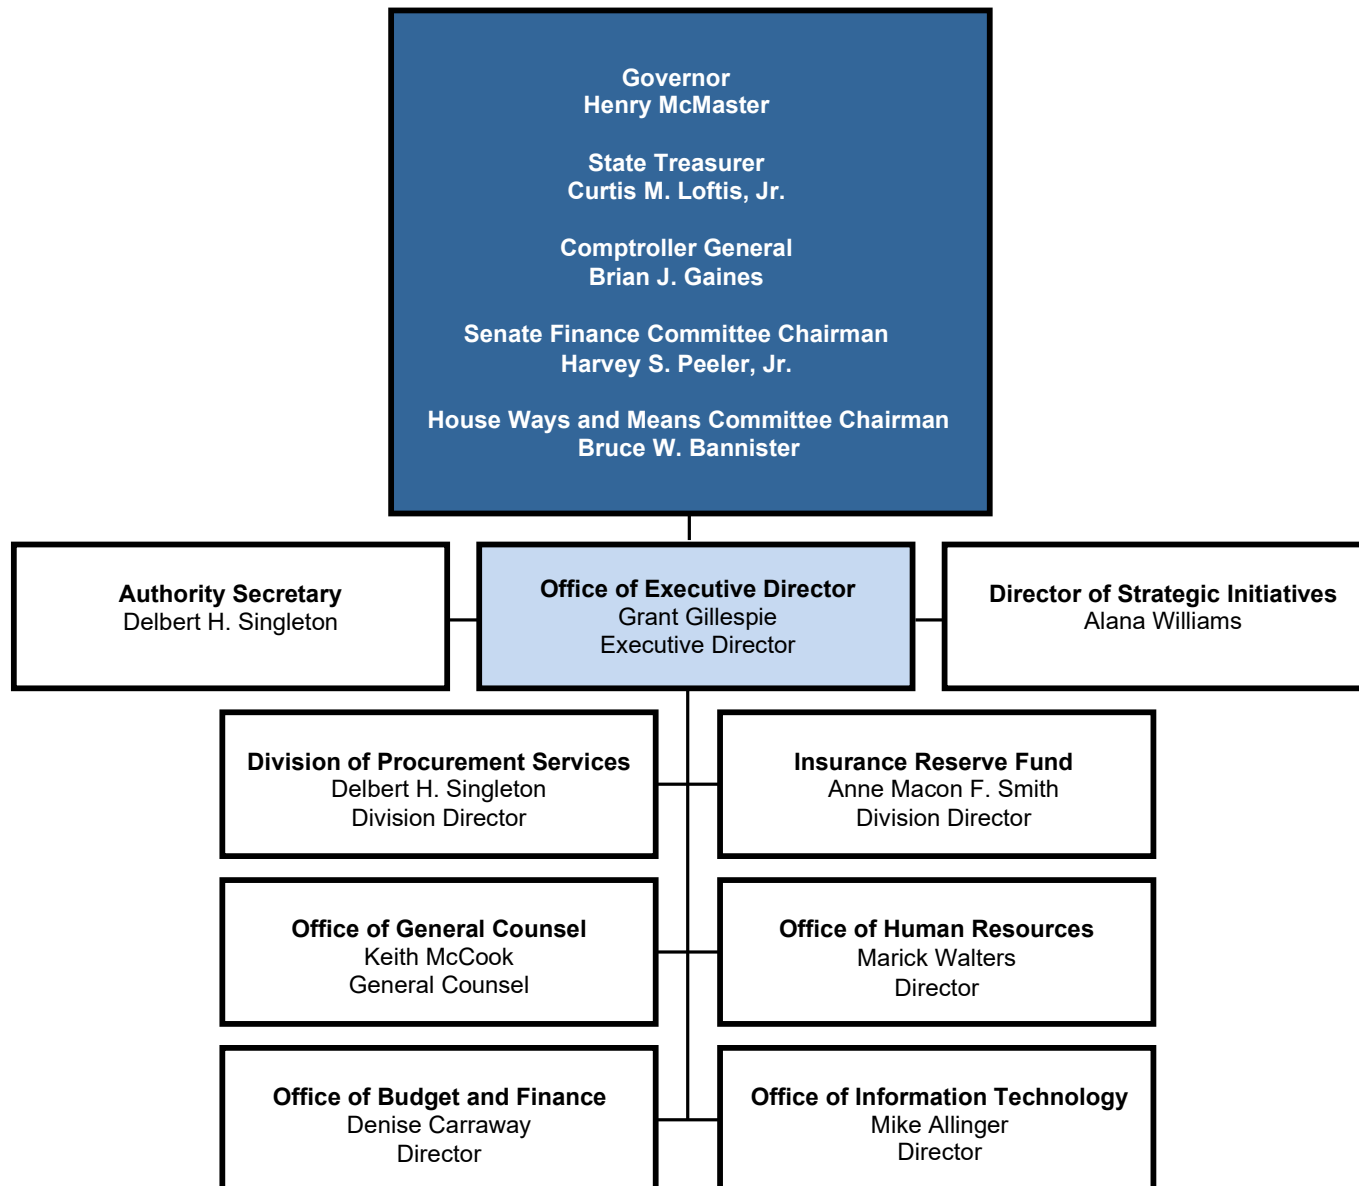 Governor
Henry McMaster
State Treasurer
Curtis M. Loftis, Jr.
Comptroller General
Brian J. Gaines
Senate Finance Committee Chairman
Harvey S. Peeler, Jr.
House Ways and Means Committee Chairman
Bruce W. Bannister
Authority Secretary
Delbert H. Singleton
Office of Executive Director
Grant Gillespie
Executive Director
Director of Strategic Initiatives
Alana Williams
Division of Procurement Services
Delbert H. Singleton
Division Director
Insurance Reserve Fund
Anne Macon F. Smith
Division Director
Office of General Counsel
Keith McCook
General Counsel
Office of Human Resources
Marick Walters
Director
Office of Budget and Finance
Denise Carraway
Director
Office of Information Technology
Mike Allinger
Director